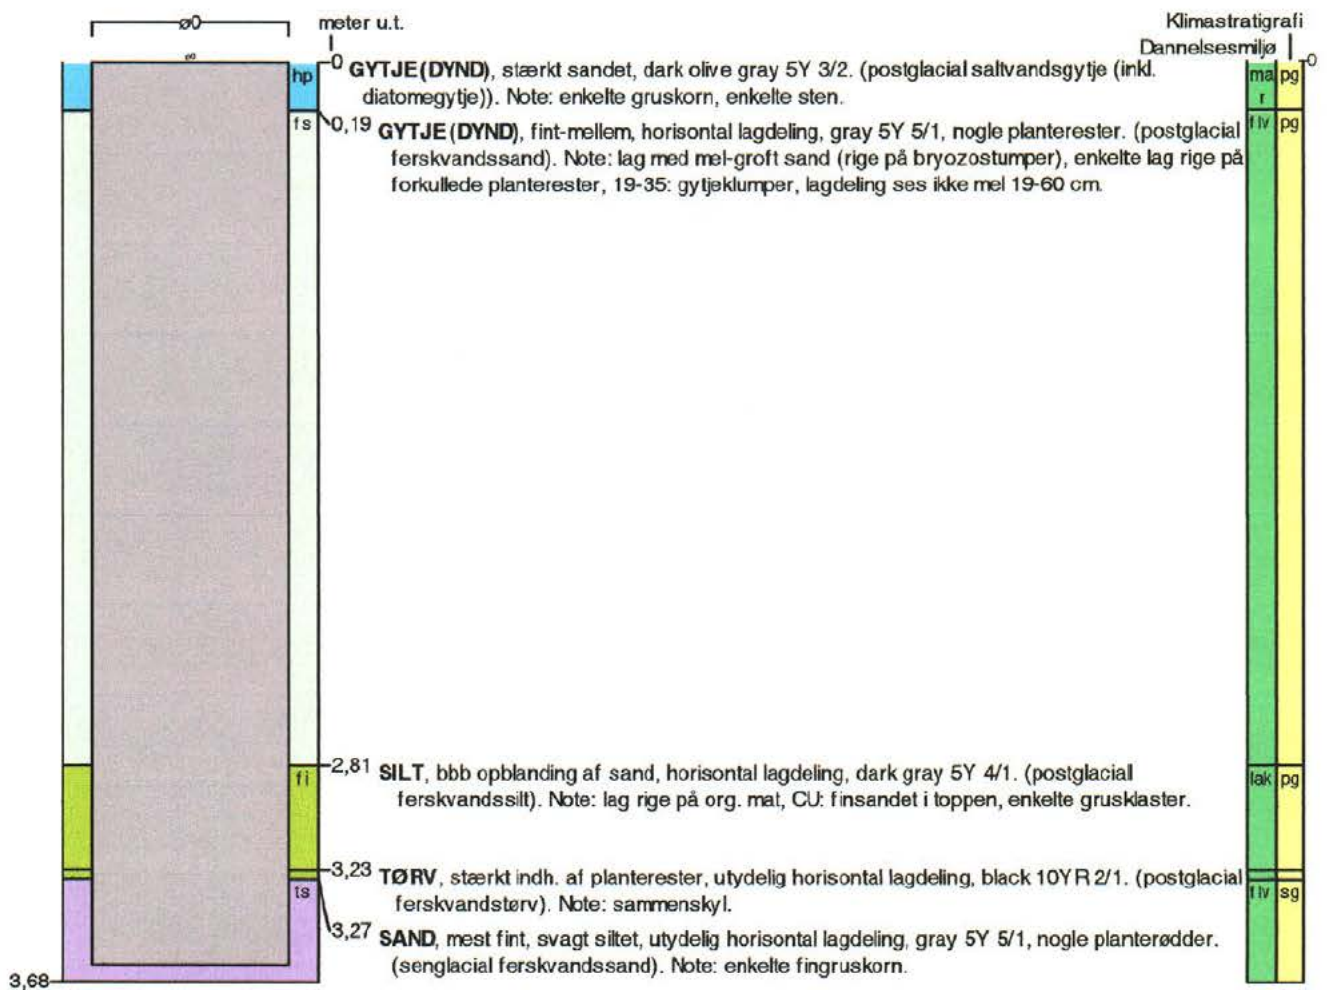 ø0 meter u.t. Klimastratigrafi
Dannelsesmiljø
ø0
0 GYTJE(DYND), stærkt sandet, dark olive gray 5Y 3/2. (postglacial saltvandsgytje (inkl. 0
hp diatomegytje)). Note: enkelte gruskorn, enkelte sten. ma pg
r
fs 0,19 GYTJE(DYND), fint-mellem, horisontal lagdeling, gray 5Y 5/1, nogle planterester. (postglacial flv pg
ferskvandssand). Note: lag med mel-groft sand (rige på bryozostumper), enkelte lag rige på
forkullede planterester, 19-35: gytjeklumper, lagdeling ses ikke mel 19-60 cm.
fi 2,81 SILT, bbb opblanding af sand, horisontal lagdeling, dark gray 5Y 4/1. (postglacial lak pg
ferskvandssilt). Note: lag rige på org. mat, CU: finsandet i toppen, enkelte grusklaster.
3,23 TØRV, stærkt indh. af planterester, utydelig horisontal lagdeling, black 10YR 2/1. (postglacial
ts ferskvandstørv). Note: sammenskyl. flv sg
3,27 SAND, mest fint, svagt siltet, utydelig horisontal lagdeling, gray 5Y 5/1, nogle planterødder.
(senglacial ferskvandssand). Note: enkelte fingruskorn.
3,68